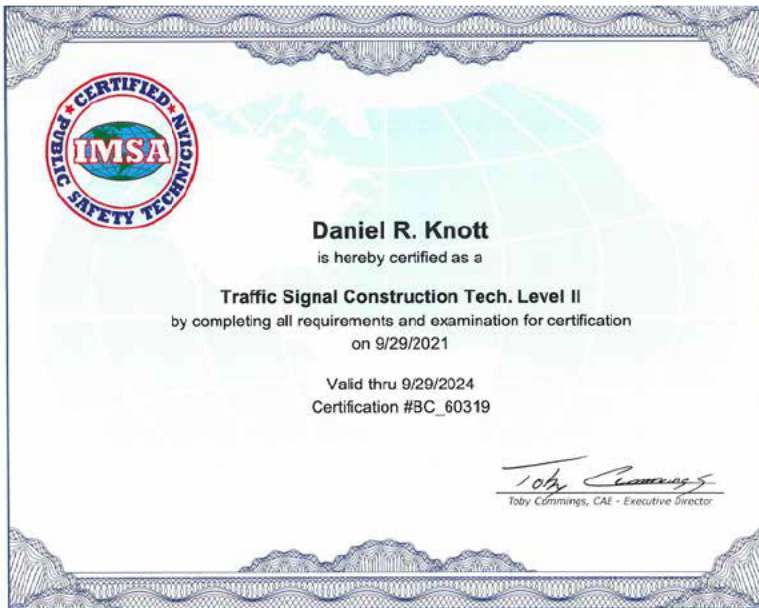 ★ CERTIFIED ★
IMSA
PUBLIC SAFETY TECHNICIAN
Daniel R. Knott
is hereby certified as a
Traffic Signal Construction Tech. Level II
by completing all requirements and examination for certification
on 9/29/2021
Valid thru 9/29/2024
Certification #BC_60319
Toby Cummings
Toby Cummings, CAE - Executive Director